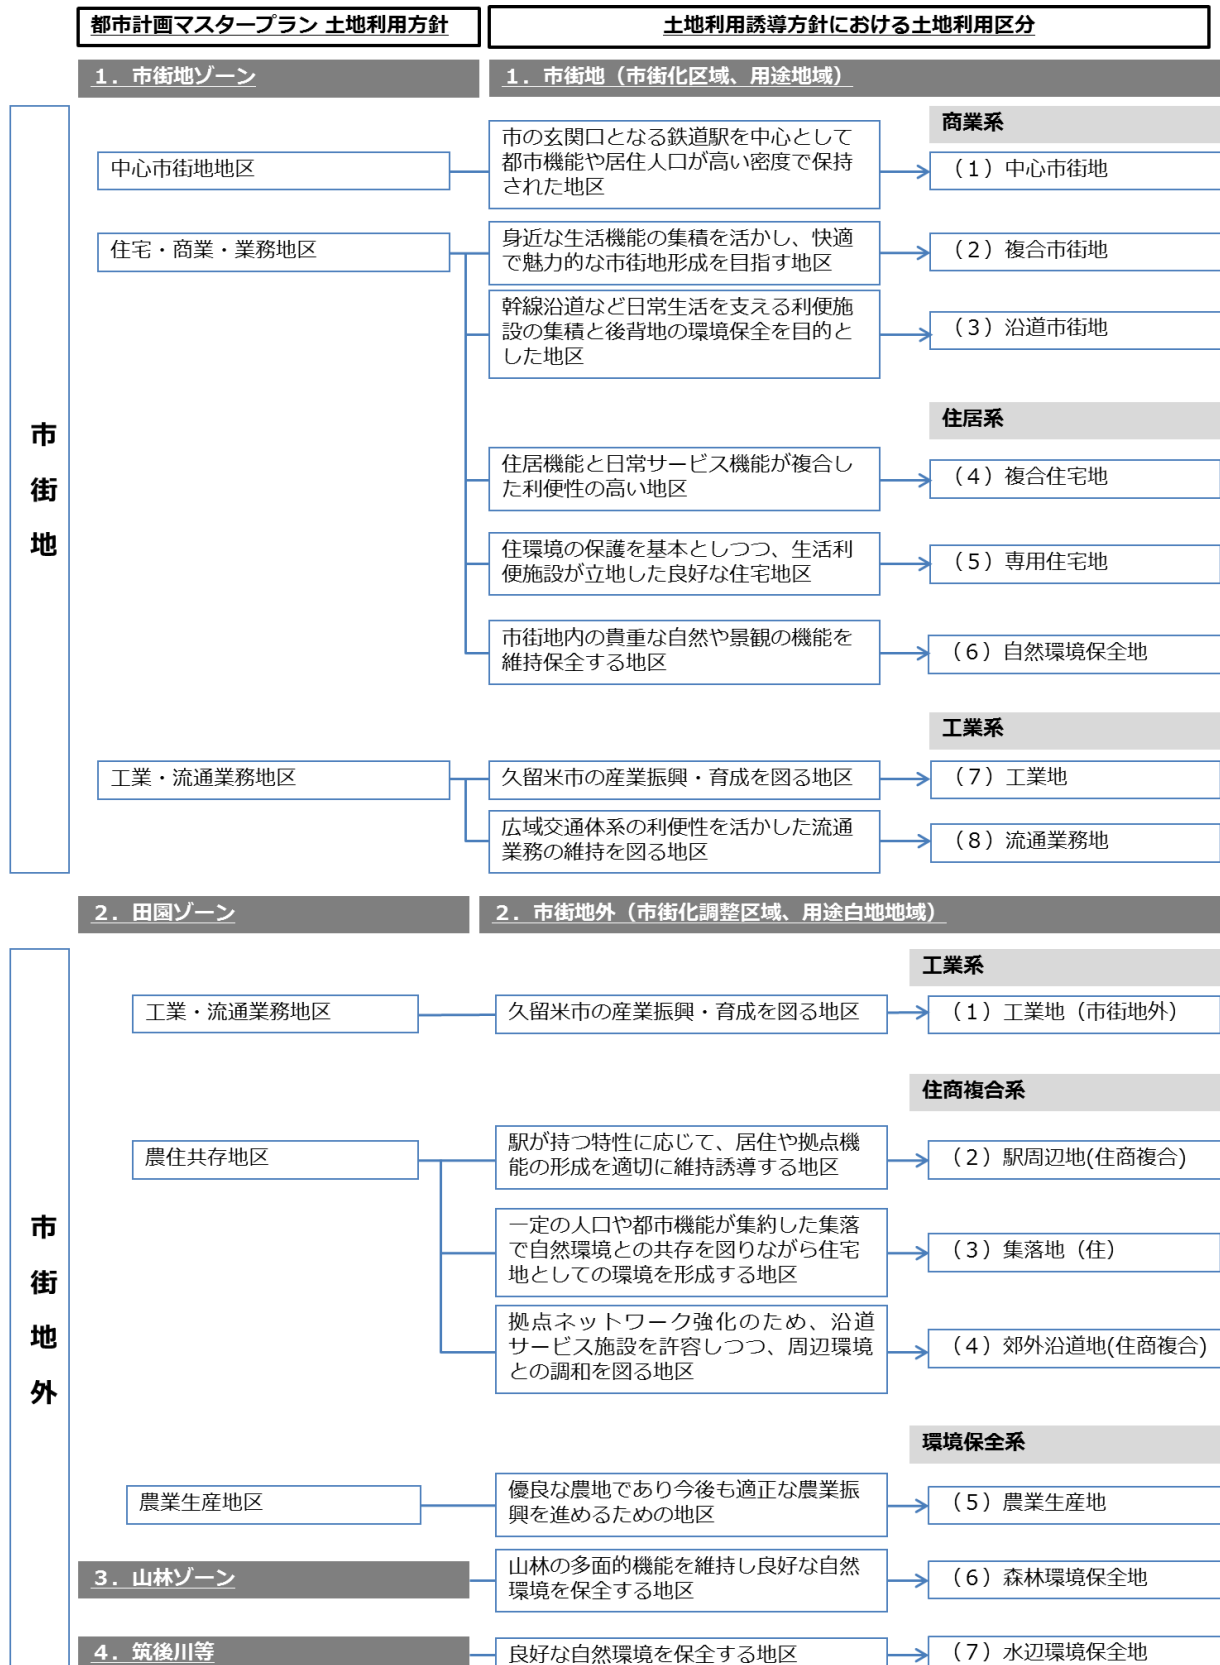 都市計画マスタープラン 土地利用方針
土地利用誘導方針における土地利用区分
1．市街地ゾーン
1．市街地（市街化区域、用途地域）
市街地
商業系
中心市街地地区
市の玄関口となる鉄道駅を中心として
都市機能や居住人口が高い密度で保持
された地区
（1）中心市街地
住宅・商業・業務地区
身近な生活機能の集積を活かし、快適
で魅力的な市街地形成を目指す地区
（2）複合市街地
幹線沿道など日常生活を支える利便施
設の集積と後背地の環境保全を目的と
した地区
（3）沿道市街地
住居系
住居機能と日常サービス機能が複合し
た利便性の高い地区
（4）複合住宅地
住環境の保護を基本としつつ、生活利
便施設が立地した良好な住宅地区
（5）専用住宅地
市街地内の貴重な自然や景観の機能を
維持保全する地区
（6）自然環境保全地
工業系
工業・流通業務地区
久留米市の産業振興・育成を図る地区
（7）工業地
広域交通体系の利便性を活かした流通
業務の維持を図る地区
（8）流通業務地
2．田園ゾーン
2．市街地外（市街化調整区域、用途白地地域）
市街地外
工業系
工業・流通業務地区
久留米市の産業振興・育成を図る地区
（1）工業地（市街地外）
住商複合系
農住共存地区
駅が持つ特性に応じて、居住や拠点機
能の形成を適切に維持誘導する地区
（2）駅周辺地(住商複合)
一定の人口や都市機能が集約した集落
で自然環境との共存を図りながら住宅
地としての環境を形成する地区
（3）集落地（住）
拠点ネットワーク強化のため、沿道
サービス施設を許容しつつ、周辺環境
との調和を図る地区
（4）郊外沿道地(住商複合)
環境保全系
農業生産地区
優良な農地であり今後も適正な農業振
興を進めるための地区
（5）農業生産地
3．山林ゾーン
山林の多面的機能を維持し良好な自然
環境を保全する地区
（6）森林環境保全地
4．筑後川等
良好な自然環境を保全する地区
（7）水辺環境保全地